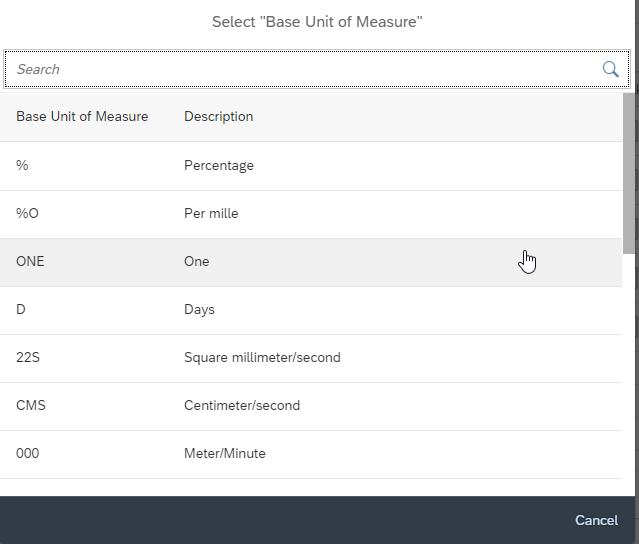 Select "Base Unit of Measure"
Search
Base Unit of Measure Description
% Percentage
%O Per mille
ONE One
D Days
22S Square millimeter/second
CMS Centimeter/second
000 Meter/Minute
Cancel